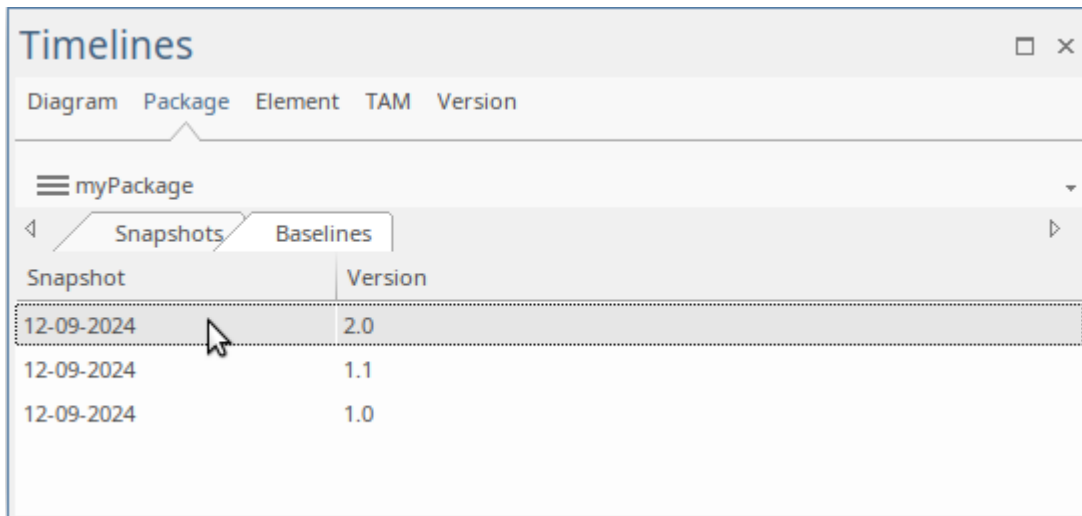 Timelines
Diagram Package Element TAM Version
myPackage
Snapshots Baselines
Snapshot Version
12-09-2024 2.0
12-09-2024 1.1
12-09-2024 1.0